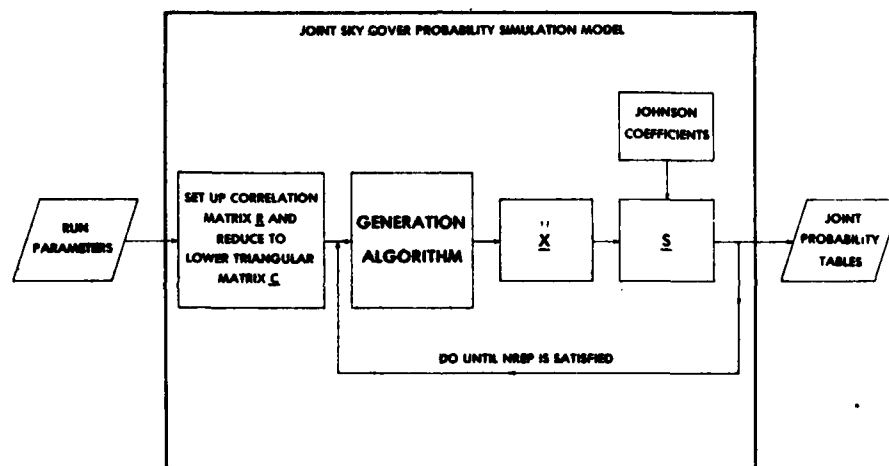 JOINT SKY COVER PROBABILITY SIMULATION MODEL
JOHNSON
COEFFICIENTS
RUN
PARAMETERS
SET UP CORRELATION
MATRIX R AND
REDUCE TO
LOWER TRIANGULAR
MATRIX C
GENERATION
ALGORITHM
X
S
JOINT
PROBABILITY
TABLES
DO UNTIL NREP IS SATISFIED